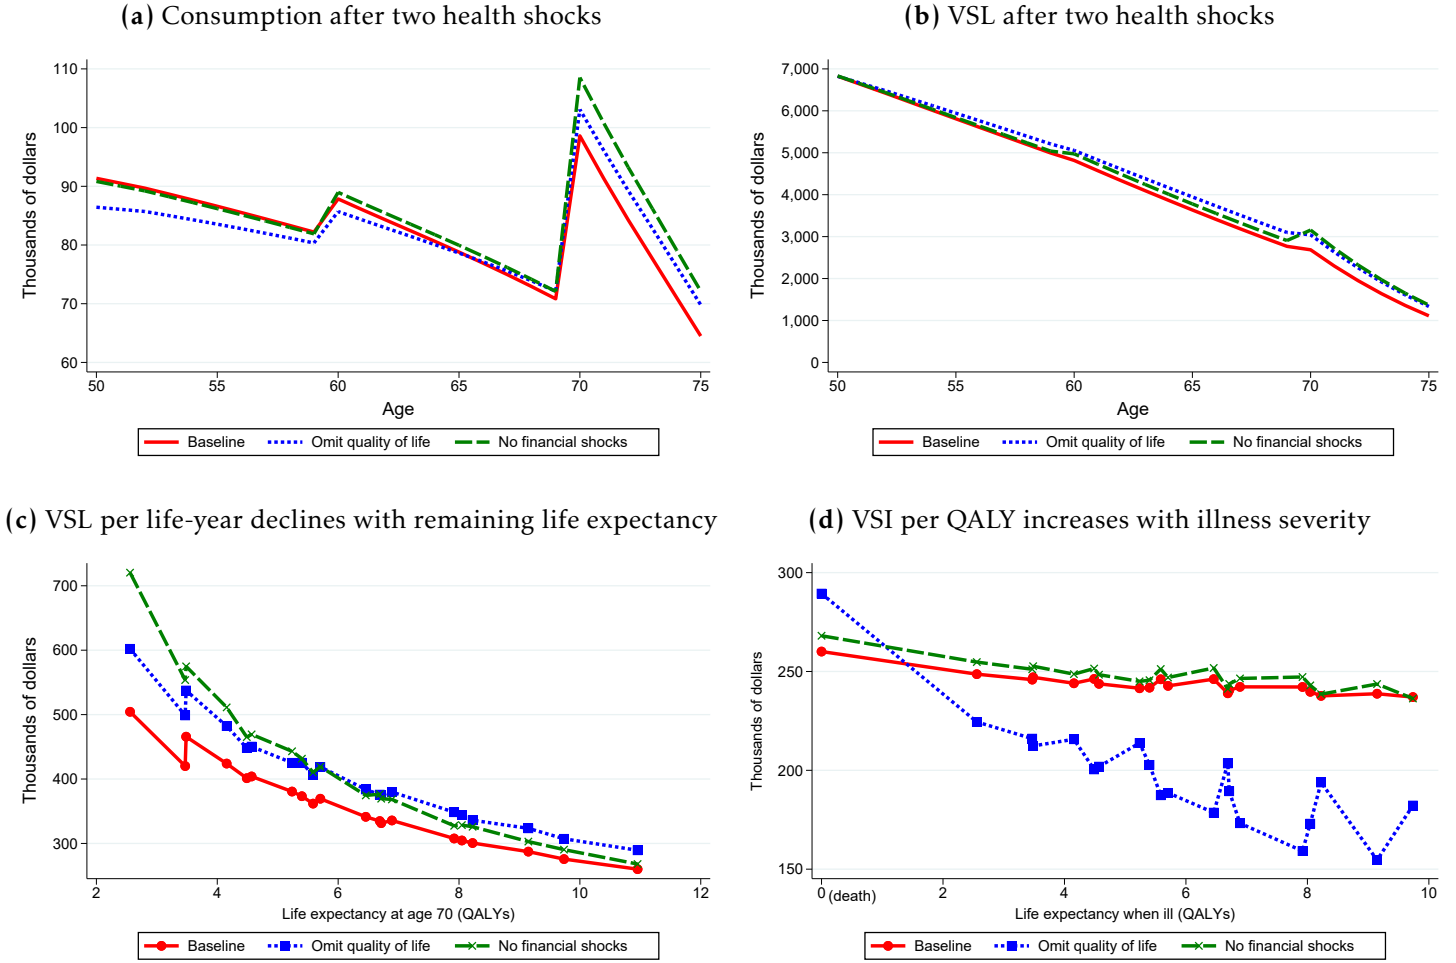 (a) Consumption after two health shocks
110
100
90
80
70
60
Thousands of dollars
50 55 60 65 70 75
Age
Baseline Omit quality of life No financial shocks
(b) VSL after two health shocks
7,000
6,000
5,000
4,000
3,000
2,000
1,000
0
Thousands of dollars
50 55 60 65 70 75
Age
Baseline Omit quality of life No financial shocks
(c) VSL per life-year declines with remaining life expectancy
700
600
500
400
300
Thousands of dollars
2 4 6 8 10 12
Life expectancy at age 70 (QALYs)
Baseline Omit quality of life No financial shocks
(d) VSI per QALY increases with illness severity
300
250
200
150
Thousands of dollars
0 (death) 2 4 6 8 10
Life expectancy when ill (QALYs)
Baseline Omit quality of life No financial shocks